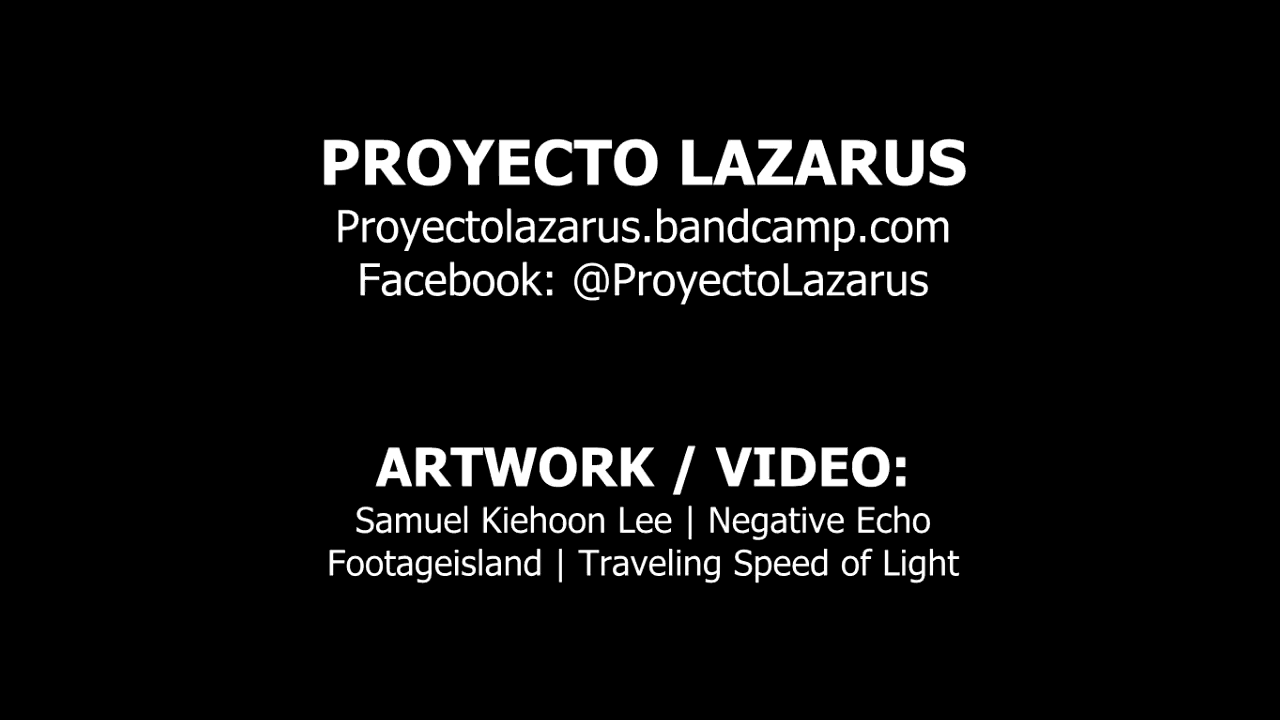 PROYECTO LAZARUS
Proyectolazarus.bandcamp.com
Facebook: @ProyectoLazarus
ARTWORK / VIDEO:
Samuel Kiehoon Lee | Negative Echo
Footageisland | Traveling Speed of Light